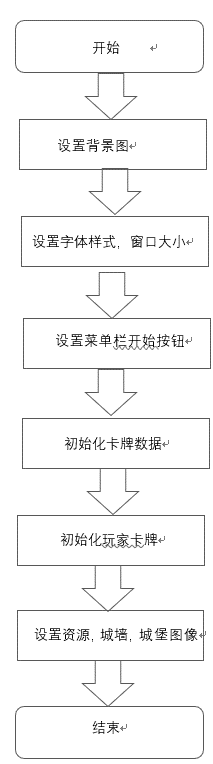 开始
设置背景图
设置字体样式，窗口大小
设置菜单栏开始按钮
初始化卡牌数据
初始化玩家卡牌
设置资源，城墙，城堡图像
结束